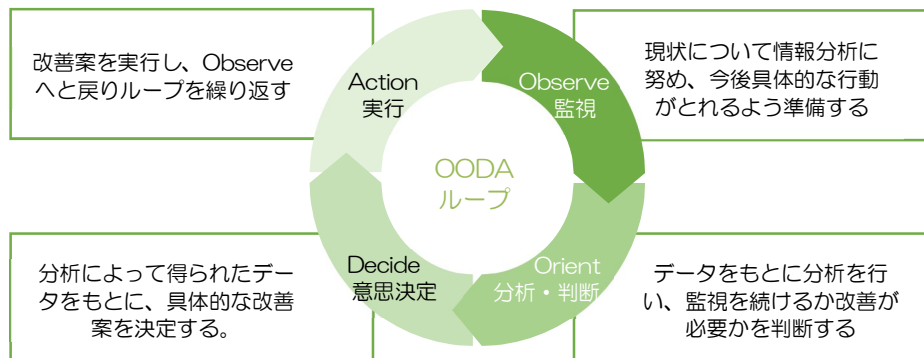 改善案を実行し、Observe
へと戻りループを繰り返す
Action
実行
Observe
監視
現状について情報分析に
努め、今後具体的な行動
がとれるよう準備する
OODA
ループ
分析によって得られたデー
タをもとに、具体的な改善
案を決定する。
Decide
意思決定
Orient
分析・判断
データをもとに分析を行
い、監視を続けるか改善が
必要かを判断する